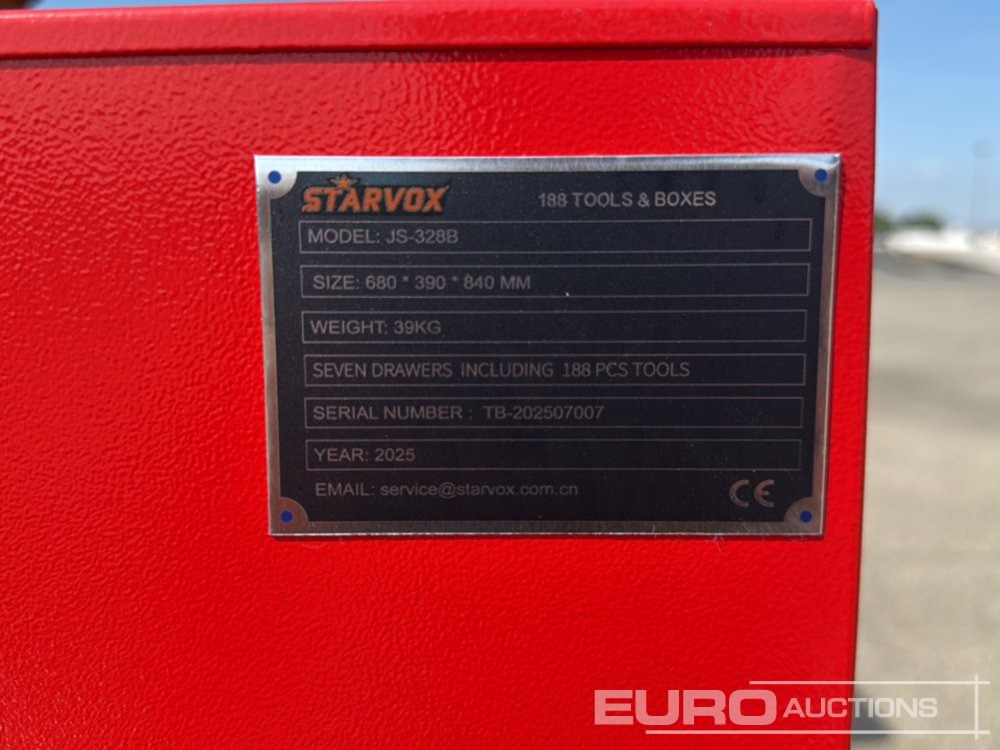 STARVOX
188 TOOLS & BOXES
MODEL: JS-328B
SIZE: 680 * 390 * 840 MM
WEIGHT: 39KG
SEVEN DRAWERS INCLUDING 188 PCS TOOLS
SERIAL NUMBER : TB-202507007
YEAR: 2025
EMAIL: service@starvox.com.cn
CE
EURO AUCTIONS